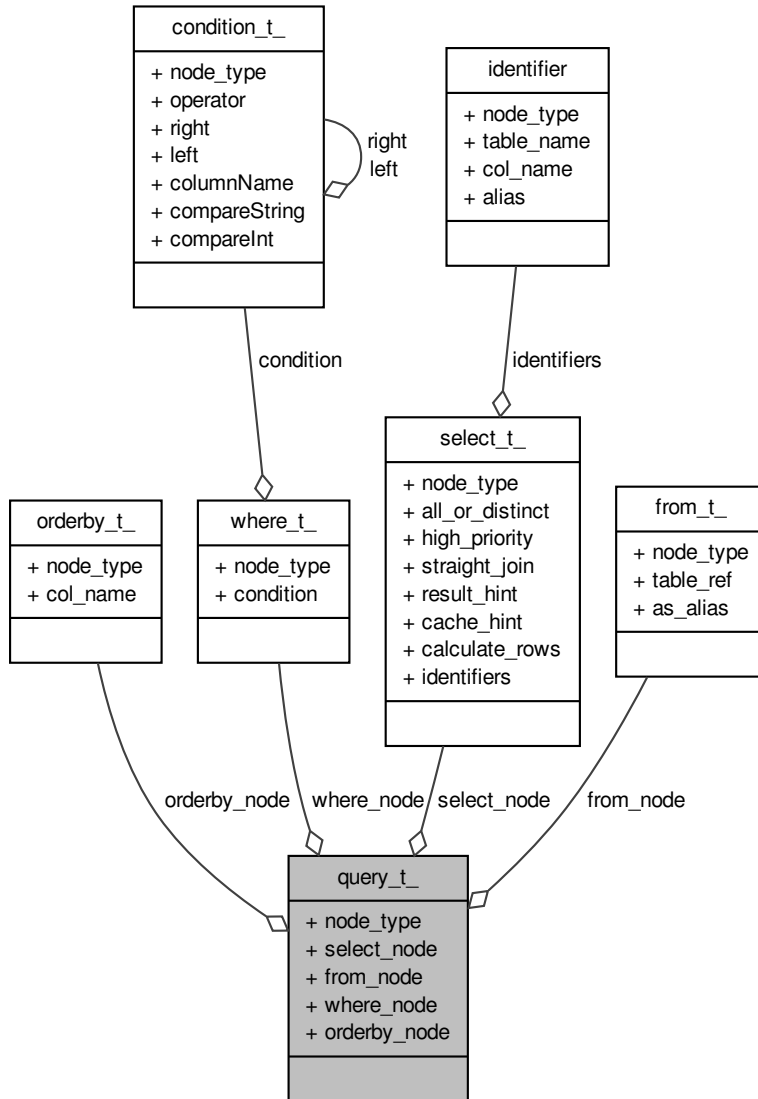 condition_t_
+ node_type
+ operator
+ right
+ left
+ columnName
+ compareString
+ compareInt
right
left
identifier
+ node_type
+ table_name
+ col_name
+ alias
condition
identifiers
orderby_t_
+ node_type
+ col_name
where_t_
+ node_type
+ condition
select_t_
+ node_type
+ all_or_distinct
+ high_priority
+ straight_join
+ result_hint
+ cache_hint
+ calculate_rows
+ identifiers
from_t_
+ node_type
+ table_ref
+ as_alias
orderby_node
where_node
select_node
from_node
query_t_
+ node_type
+ select_node
+ from_node
+ where_node
+ orderby_node